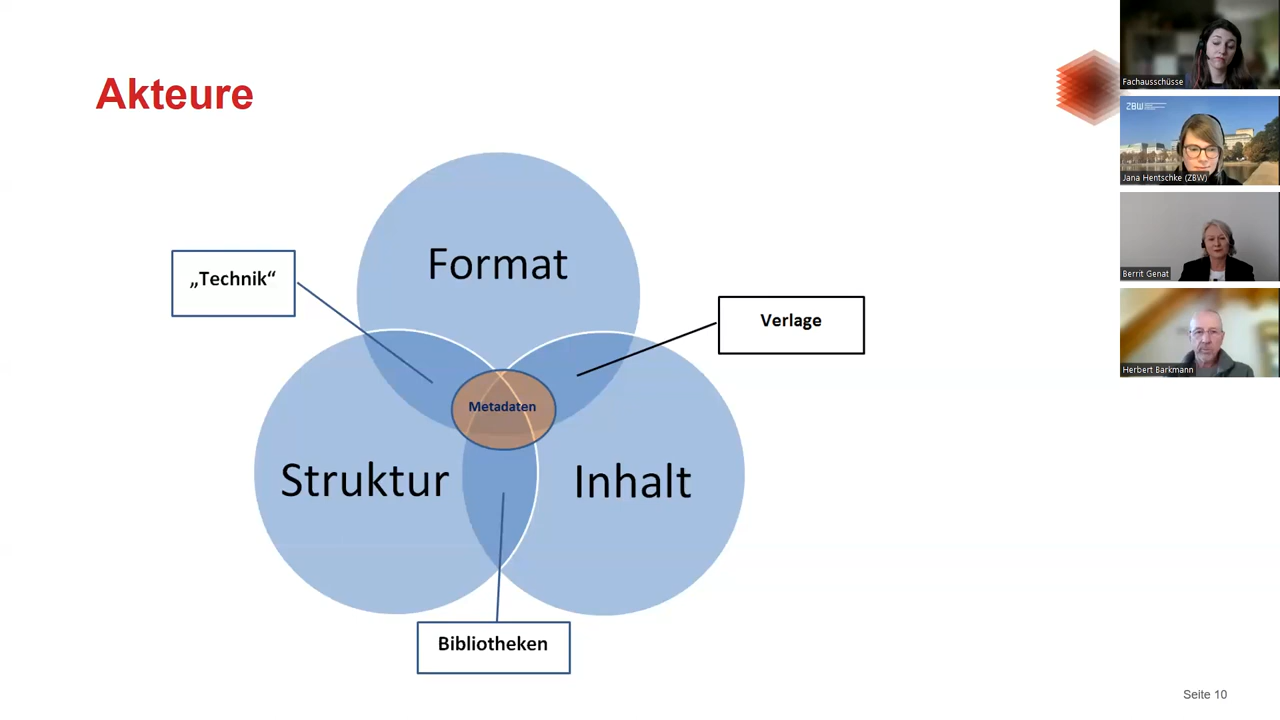 Akteure
Format
„Technik“
Verlage
Metadaten
Struktur
Inhalt
Bibliotheken
Seite 10
Fachausschüsse
ZBW
Jana Hentschke (ZBW)
Berrit Genat
Herbert Barkmann